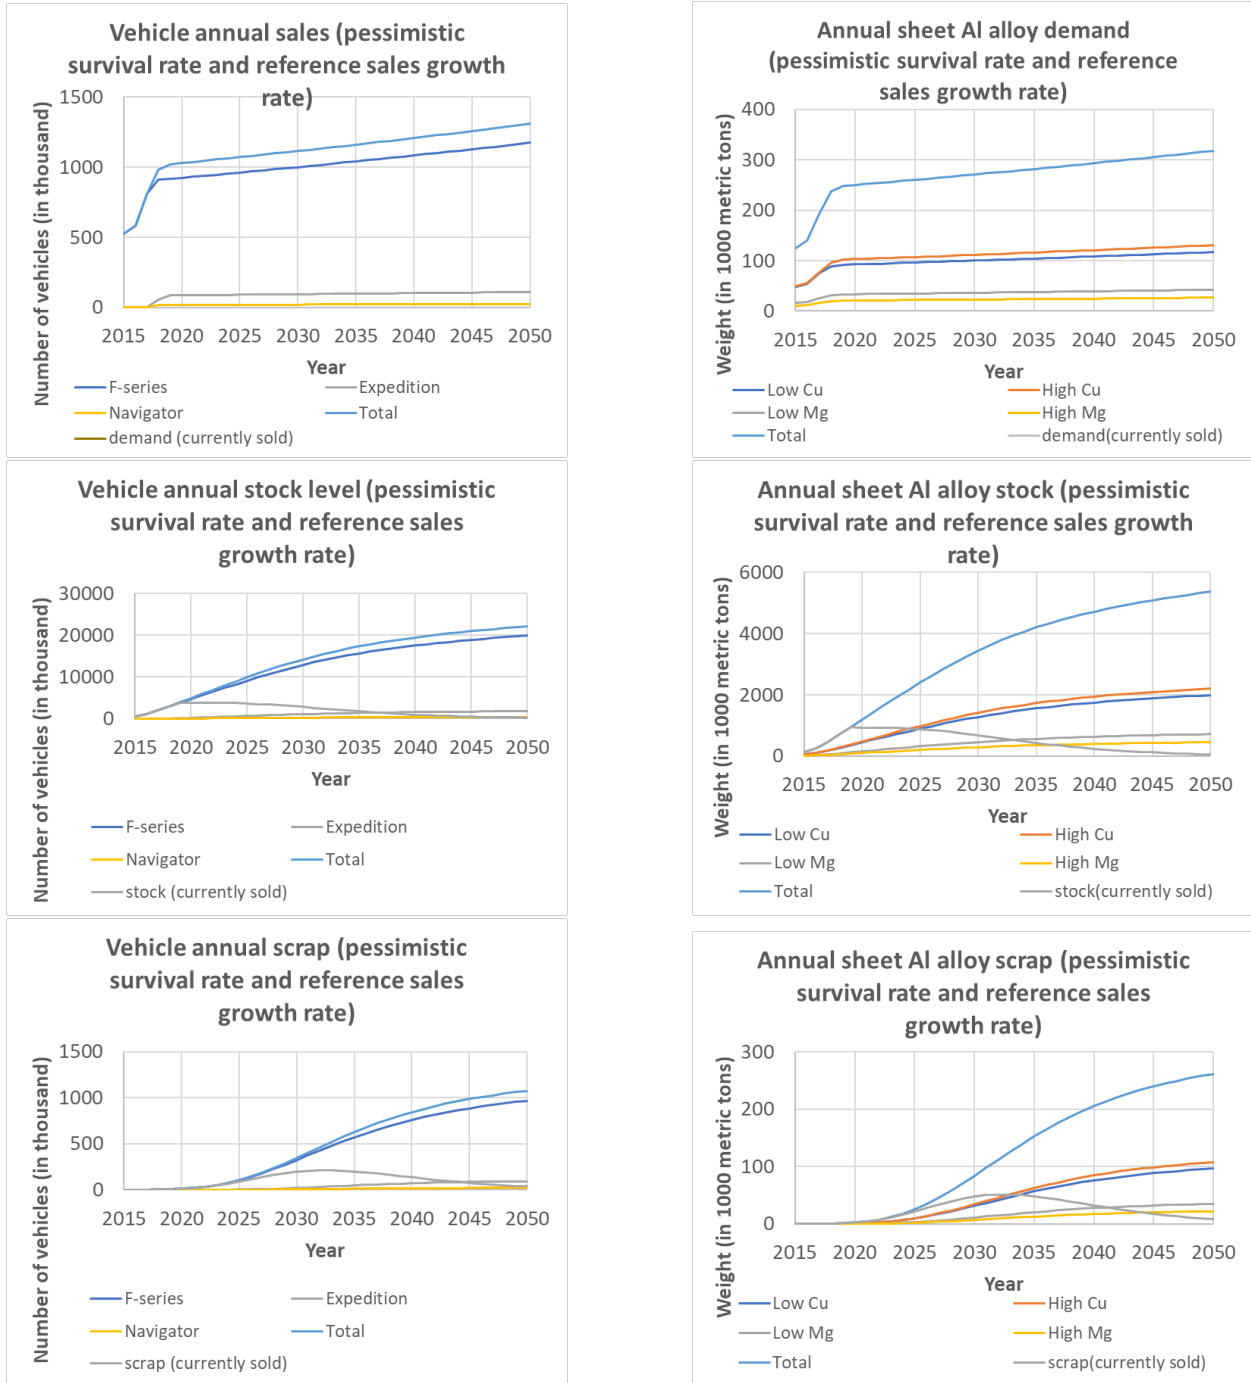 Vehicle annual sales (pessimistic
survival rate and reference sales growth
rate)
Number of vehicles (in thousand)
1500
1000
500
0
2015 2020 2025 2030 2035 2040 2045 2050
Year
F-series Expedition
Navigator Total
demand (currently sold)
Annual sheet Al alloy demand
(pessimistic survival rate and reference
sales growth rate)
Weight (in 1000 metric tons)
400
300
200
100
0
2015 2020 2025 2030 2035 2040 2045 2050
Year
Low Cu High Cu
Low Mg High Mg
Total demand(currently sold)
Vehicle annual stock level (pessimistic
survival rate and reference sales
growth rate)
Number of vehicles (in thousand)
30000
20000
10000
0
2015 2020 2025 2030 2035 2040 2045 2050
Year
F-series Expedition
Navigator Total
stock (currently sold)
Annual sheet Al alloy stock (pessimistic
survival rate and reference sales growth
rate)
Weight (in 1000 metric tons)
6000
4000
2000
0
2015 2020 2025 2030 2035 2040 2045 2050
Year
Low Cu High Cu
Low Mg High Mg
Total stock(currently sold)
Vehicle annual scrap (pessimistic
survival rate and reference sales
growth rate)
Number of vehicles (in thousand)
1500
1000
500
0
2015 2020 2025 2030 2035 2040 2045 2050
Year
F-series Expedition
Navigator Total
scrap (currently sold)
Annual sheet Al alloy scrap (pessimistic
survival rate and reference sales
growth rate)
Weight (in 1000 metric tons)
300
200
100
0
2015 2020 2025 2030 2035 2040 2045 2050
Year
Low Cu High Cu
Low Mg High Mg
Total scrap(currently sold)